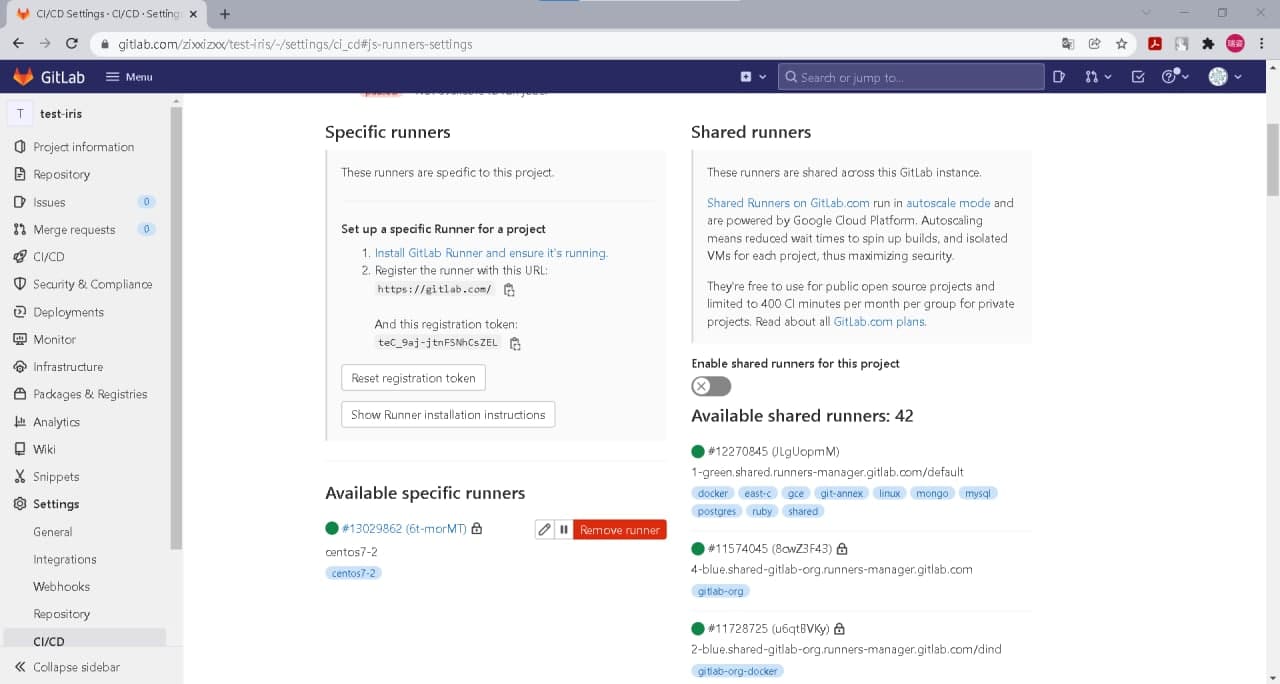 CI/CD Settings · CI/CD · Setting
gitlab.com/zixxizxx/test-iris/-/settings/ci_cd#js-runners-settings
瑞姿
GitLab
Menu
Search or jump to...
T
test-iris
Project information
Repository
Issues
0
Merge requests
0
CI/CD
Security & Compliance
Deployments
Monitor
Infrastructure
Packages & Registries
Analytics
Wiki
Snippets
Settings
General
Integrations
Webhooks
Repository
CI/CD
Collapse sidebar
Specific runners
These runners are specific to this project.
Set up a specific Runner for a project
1. Install GitLab Runner and ensure it's running.
2. Register the runner with this URL:
https://gitlab.com/
And this registration token:
teC_9aj-jtnFSNhCsZEL
Reset registration token
Show Runner installation instructions
Available specific runners
#13029862 (6t-morMT)
Remove runner
centos7-2
centos7-2
Shared runners
These runners are shared across this GitLab instance.
Shared Runners on GitLab.com run in autoscale mode and
are powered by Google Cloud Platform. Autoscaling
means reduced wait times to spin up builds, and isolated
VMs for each project, thus maximizing security.
They're free to use for public open source projects and
limited to 400 CI minutes per month per group for private
projects. Read about all GitLab.com plans.
Enable shared runners for this project
Available shared runners: 42
#12270845 (JLgUopmM)
1-green.shared.runners-manager.gitlab.com/default
docker east-c gce git-annex linux mongo mysql
postgres ruby shared
#11574045 (8cwZ3F43)
4-blue.shared-gitlab-org.runners-manager.gitlab.com
gitlab-org
#11728725 (u6qtBVKy)
2-blue.shared-gitlab-org.runners-manager.gitlab.com/dind
gitlab-org-docker